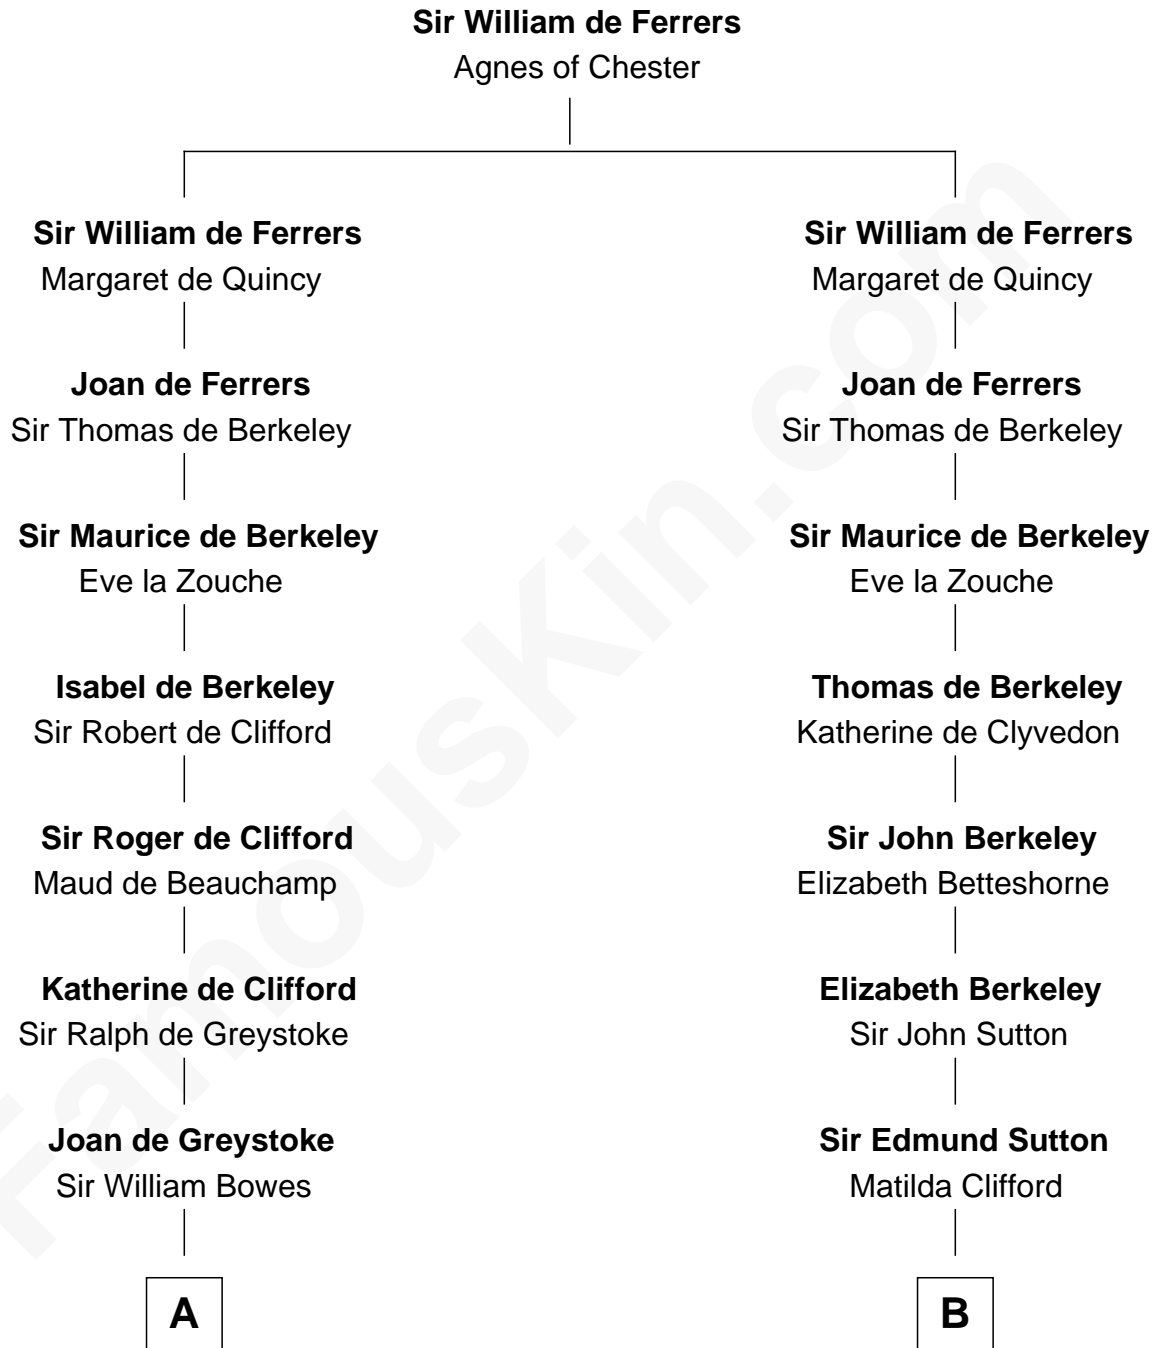 Sir William de Ferrers
Agnes of Chester
Sir William de Ferrers
Margaret de Quincy
Sir William de Ferrers
Margaret de Quincy
Joan de Ferrers
Sir Thomas de Berkeley
Joan de Ferrers
Sir Thomas de Berkeley
Sir Maurice de Berkeley
Eve la Zouche
Sir Maurice de Berkeley
Eve la Zouche
Isabel de Berkeley
Sir Robert de Clifford
Thomas de Berkeley
Katherine de Clyvedon
Sir Roger de Clifford
Maud de Beauchamp
Sir John Berkeley
Elizabeth Betteshorne
Katherine de Clifford
Sir Ralph de Greystoke
Elizabeth Berkeley
Sir John Sutton
Joan de Greystoke
Sir William Bowes
Sir Edmund Sutton
Matilda Clifford
A
B
FamousKin.com